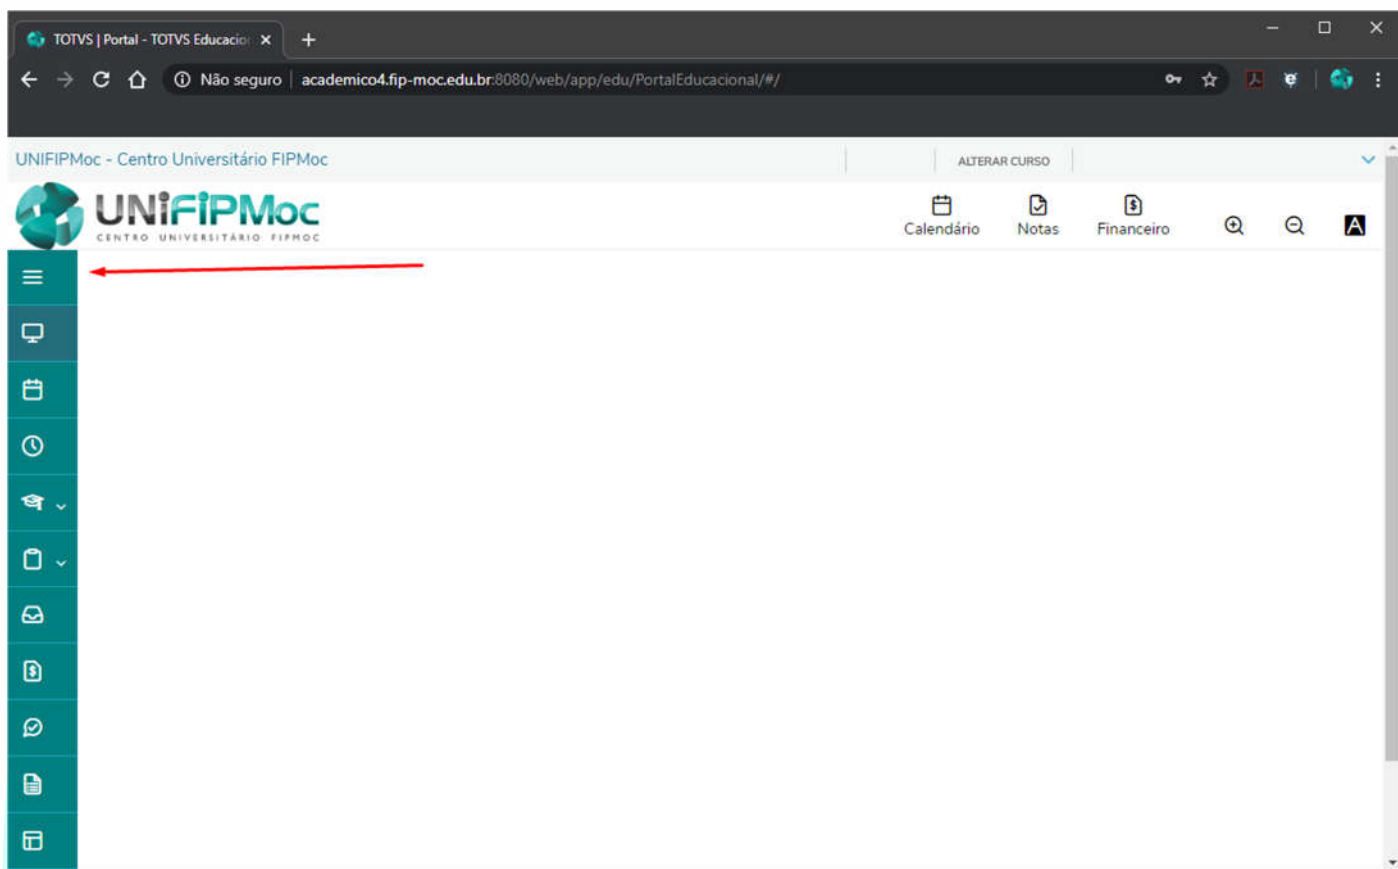 TOTVS | Portal - TOTVS Educacio
Não seguro | academico4.fip-moc.edu.br:8080/web/app/edu/PortalEducacional/#/
UNIFIPMoc - Centro Universitário FIPMoc
ALTERAR CURSO
UNiFiPMoc
CENTRO UNIVERSITÁRIO FIPMOC
Calendário
Notas
Financeiro
A